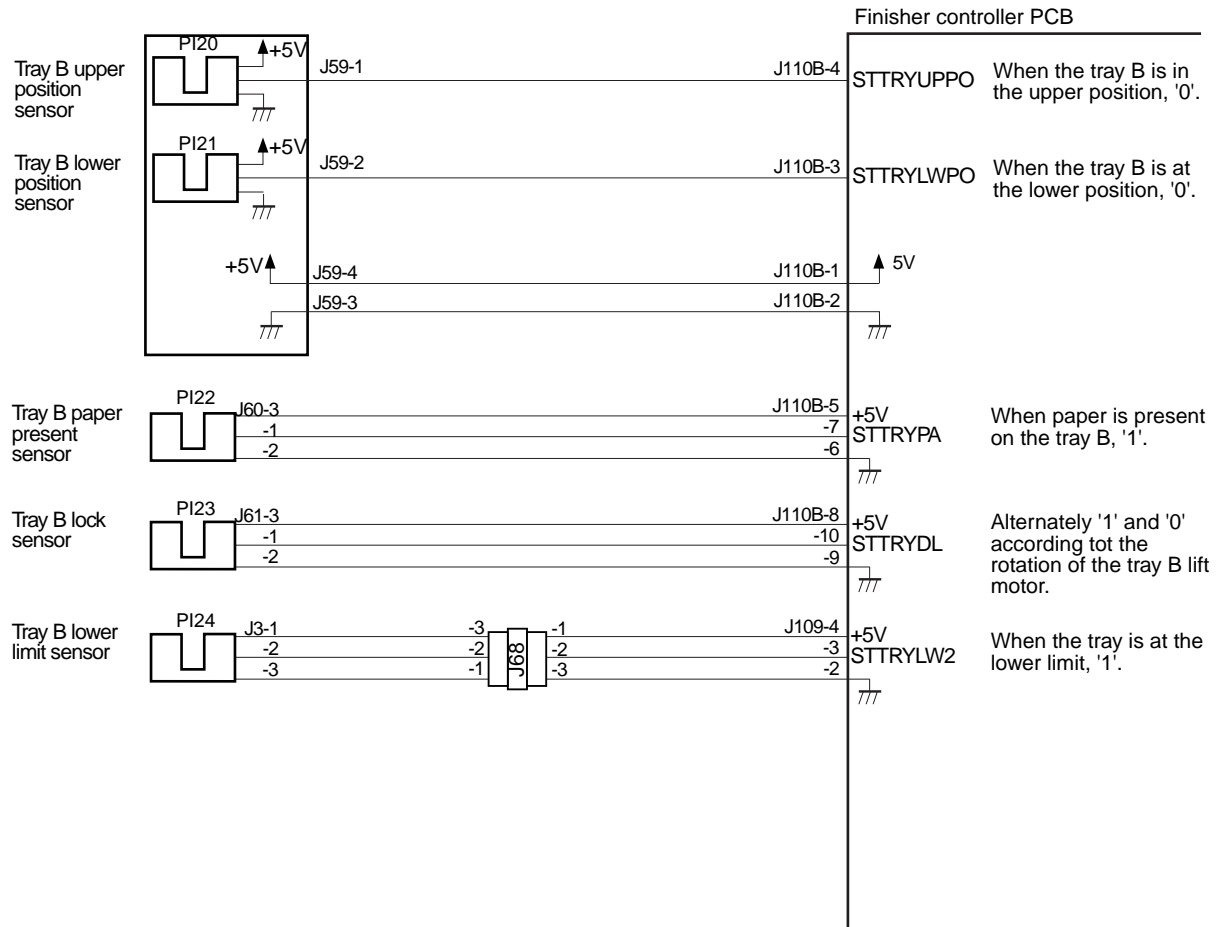 Finisher controller PCB
Tray B upper
position
sensor
PI20
+5V
J59-1
J110B-4
STTRYUPPO
When the tray B is in
the upper position, '0'.
Tray B lower
position
sensor
PI21
+5V
J59-2
J110B-3
STTRYLWPO
When the tray B is at
the lower position, '0'.
+5V
J59-4
J110B-1
5V
J59-3
J110B-2
Tray B paper
present
sensor
PI22
J60-3
-1
-2
J110B-5
-7
-6
+5V
STTRYPA
When paper is present
on the tray B, '1'.
Tray B lock
sensor
PI23
J61-3
-1
-2
J110B-8
-10
-9
+5V
STTRYDL
Alternately '1' and '0'
according tot the
rotation of the tray B lift
motor.
Tray B lower
limit sensor
PI24
J3-1
-2
-3
-3
-2
-1
J68
-1
-2
-3
J109-4
-3
-2
+5V
STTRYLW2
When the tray is at the
lower limit, '1'.